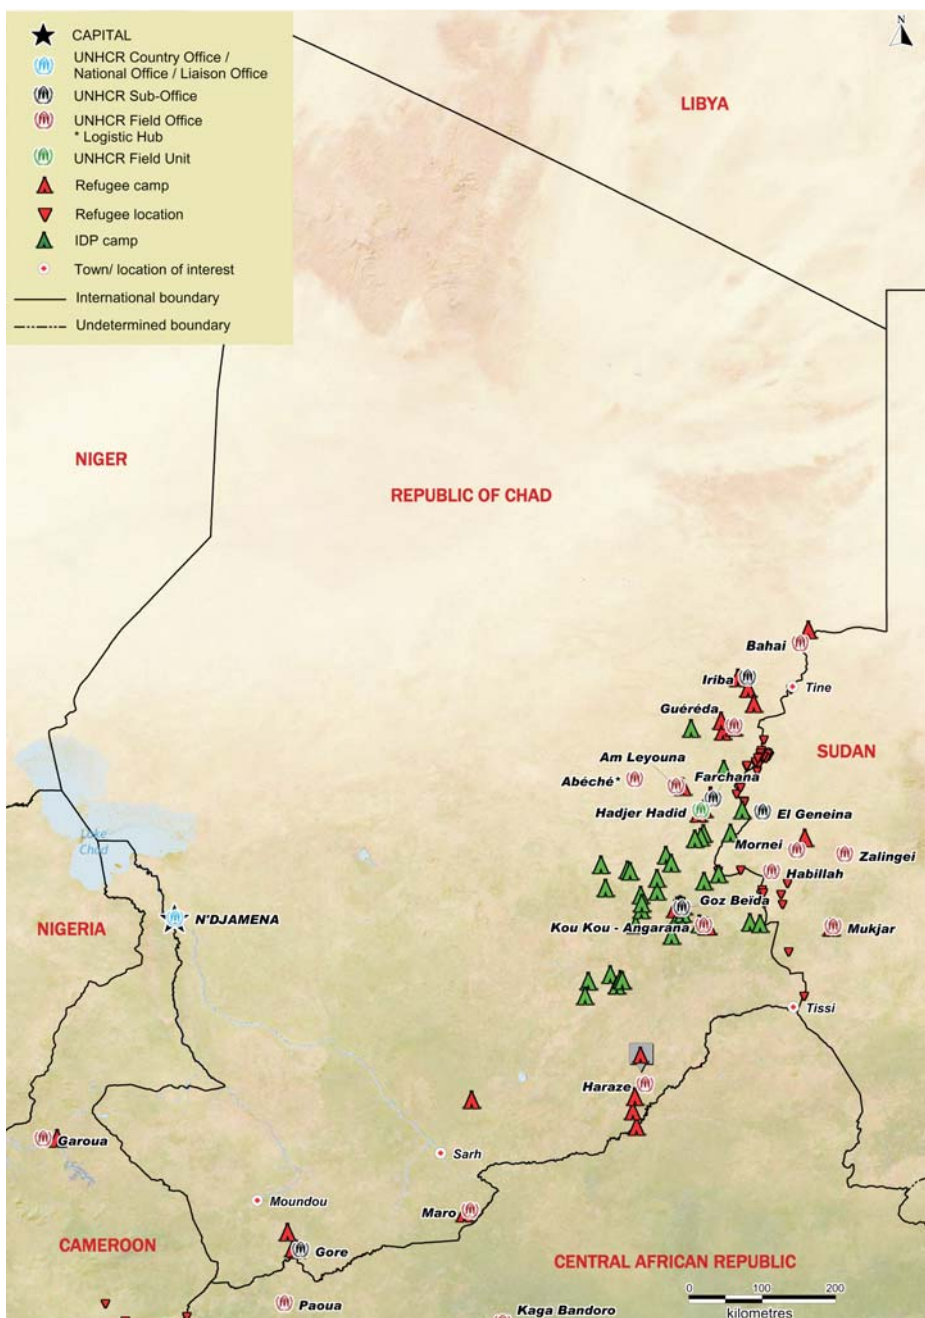 N
CAPITAL
UNHCR Country Office /
National Office / Liaison Office
UNHCR Sub-Office
UNHCR Field Office
* Logistic Hub
UNHCR Field Unit
Refugee camp
Refugee location
IDP camp
Town/ location of interest
International boundary
Undetermined boundary
LIBYA
NIGER
REPUBLIC OF CHAD
Bahai
Iriba
Tine
Guéréda
SUDAN
Am Leyouna
Abéché*
Farchana
Hadjer Hadid
El Geneina
Lake
Chad
Mornei
Zalingei
Habillah
Goz Beïda
N'DJAMENA
NIGERIA
Kou Kou - Angarana
Mukjar
Tissi
Haraze
Garoua
Sarh
Moundou
Maro
CAMEROON
Gore
CENTRAL AFRICAN REPUBLIC
0 100 200
kilometres
Paoua
Kaga Bandoro